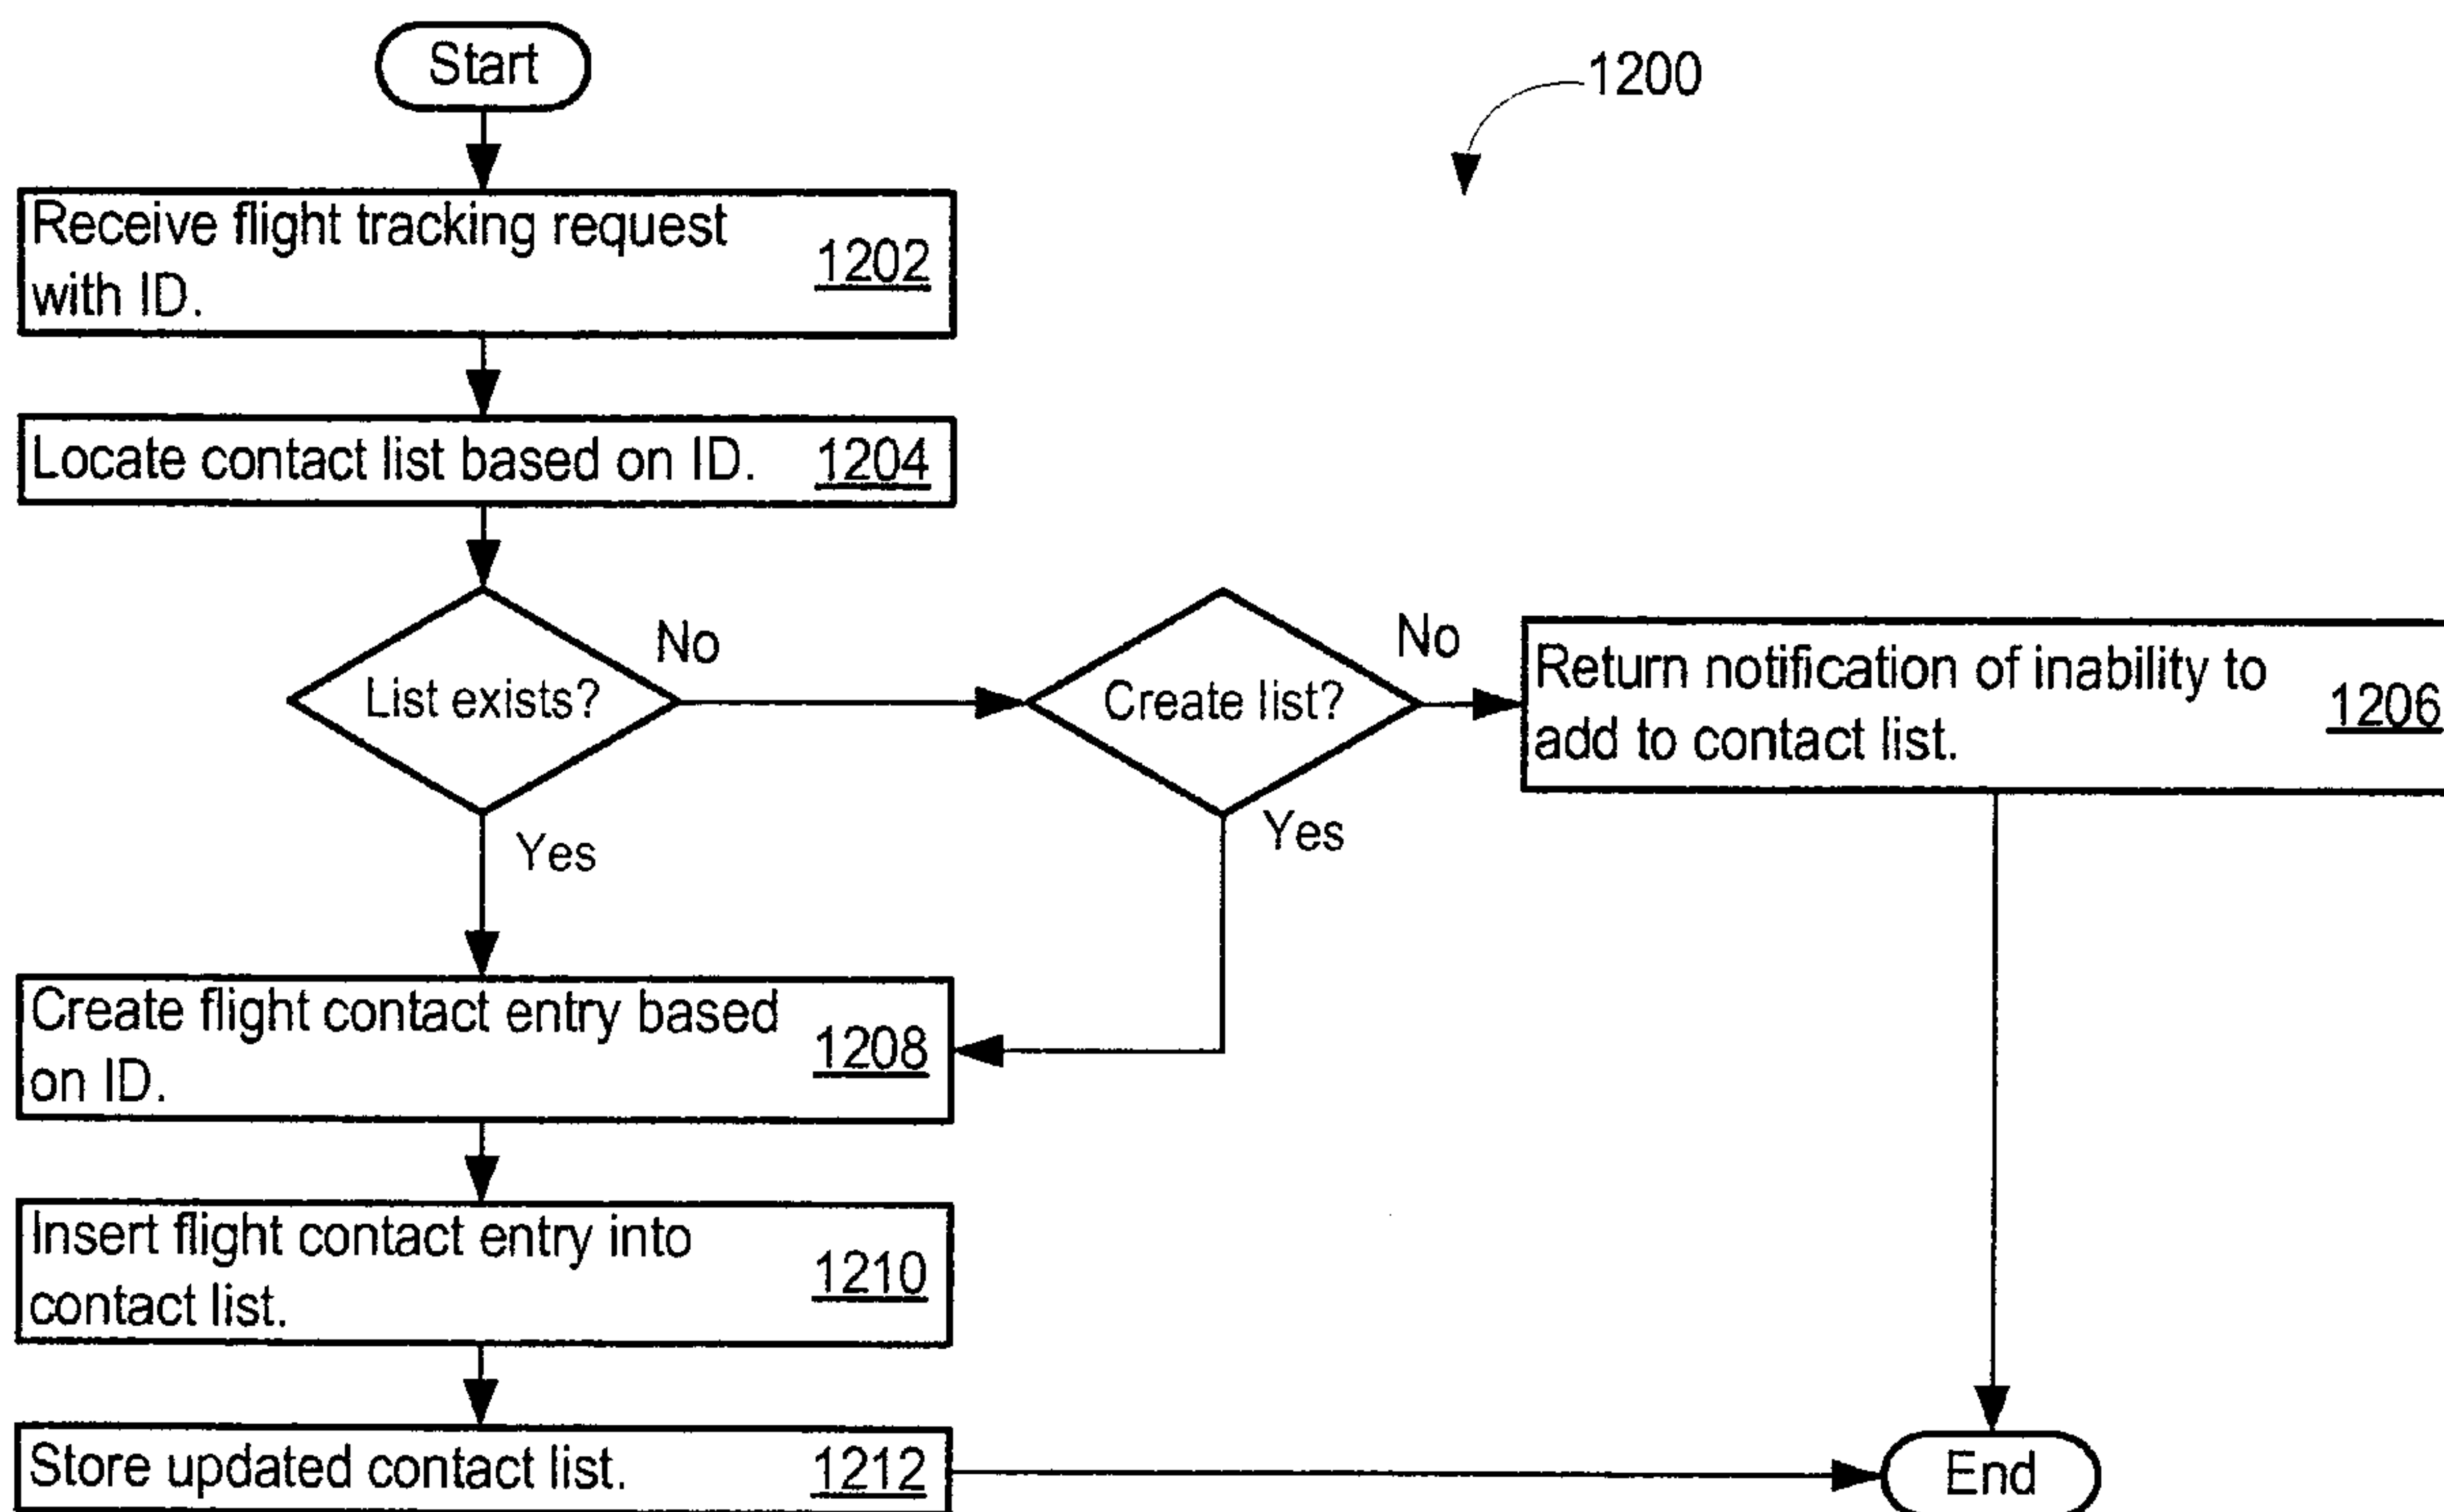 Start
1200
Receive flight tracking request
with ID.
1202
Locate contact list based on ID.
1204
List exists?
No
Yes
Create list?
No
Yes
Return notification of inability to
add to contact list.
1206
Create flight contact entry based
on ID.
1208
Insert flight contact entry into
contact list.
1210
Store updated contact list.
1212
End